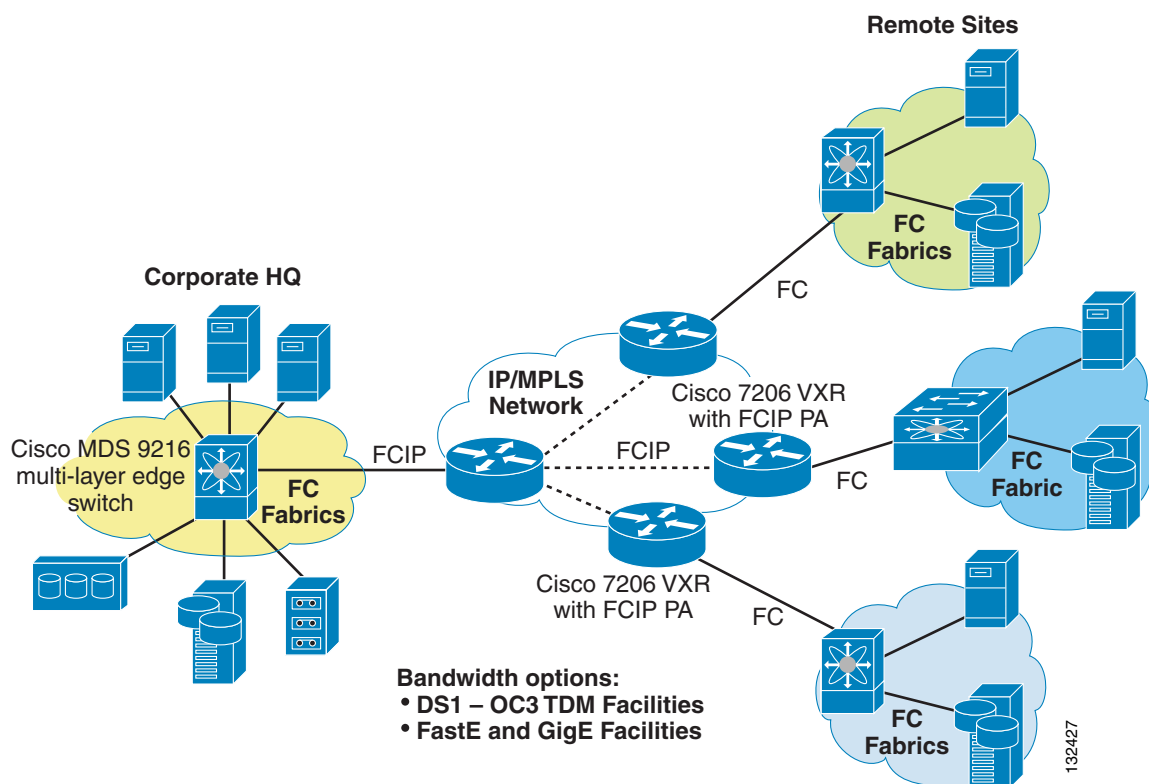 Remote Sites
FC
Fabrics
FC
Corporate HQ
IP/MPLS
Network
Cisco 7206 VXR
with FCIP PA
Cisco MDS 9216
multi-layer edge
switch
FC
Fabrics
FCIP
FCIP
FC
FC
Fabric
Cisco 7206 VXR
with FCIP PA
FC
FC
Fabrics
Bandwidth options:
• DS1 – OC3 TDM Facilities
• FastE and GigE Facilities
132427